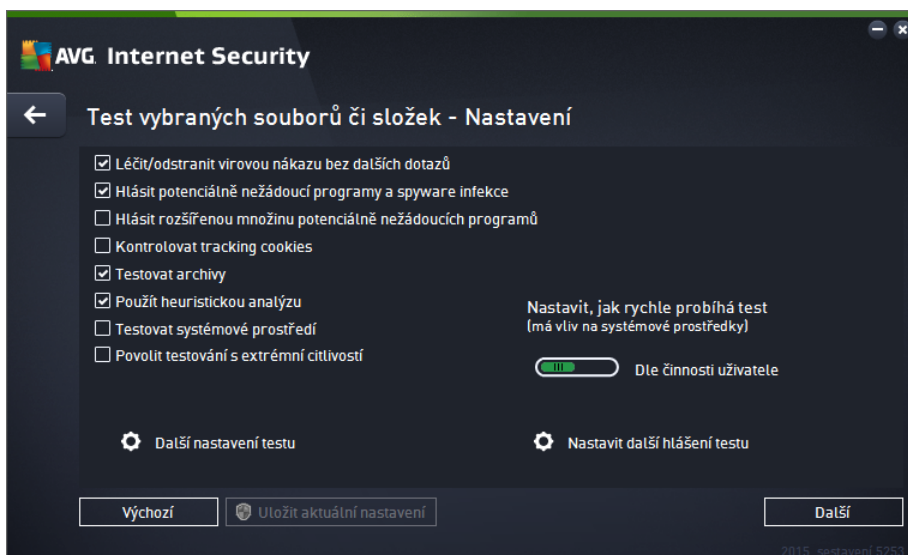 AVG. Internet Security
Test vybraných souborů či složek - Nastavení
Léčit/odstranit virovou nákazu bez dalších dotazů
Hlásit potenciálně nežádoucí programy a spyware infekce
Hlásit rozšířenou množinu potenciálně nežádoucích programů
Kontrolovat tracking cookies
Testovat archivy
Použít heuristickou analýzu
Testovat systémové prostředí
Povolit testování s extrémní citlivostí
Nastavit, jak rychle probíhá test
(má vliv na systémové prostředky)
Dle činnosti uživatele
Další nastavení testu
Nastavit další hlášení testu
Výchozí
Uložit aktuální nastavení
Další
2015, sestavení 5253